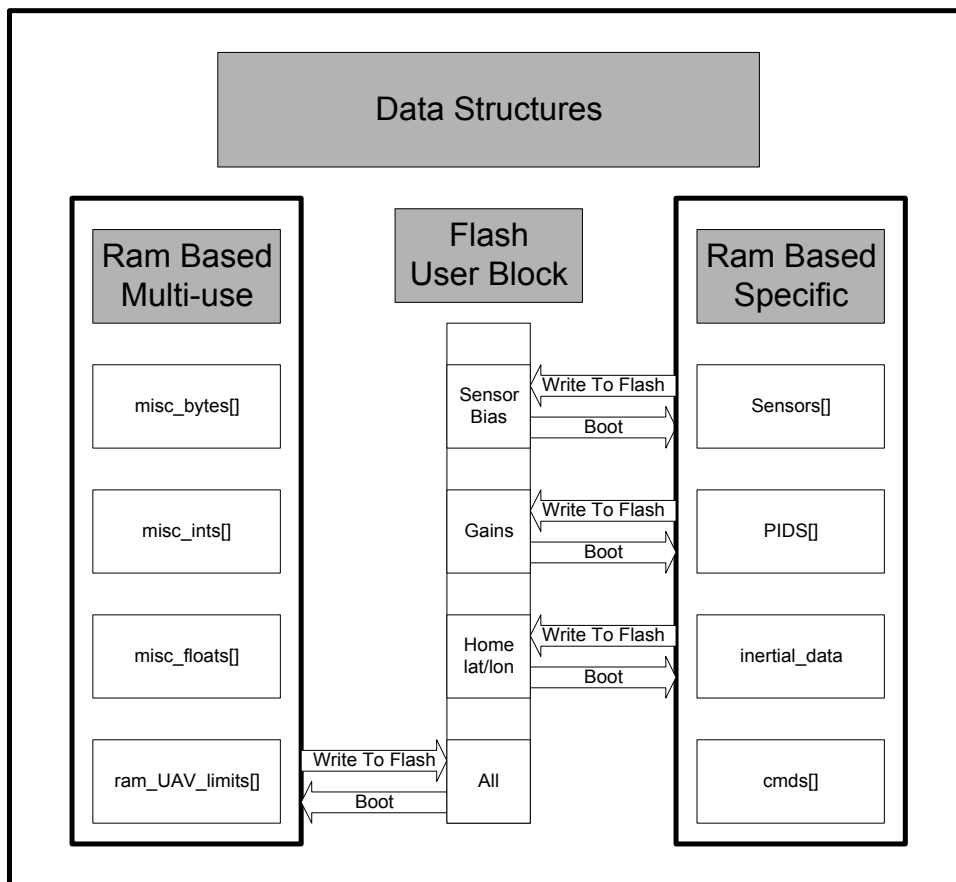 Data Structures
Ram Based
Multi-use
misc_bytes[]
misc_ints[]
misc_floats[]
ram_UAV_limits[]
Flash
User Block
Sensor
Bias
Gains
Home
lat/lon
All
Write To Flash
Boot
Write To Flash
Boot
Write To Flash
Boot
Write To Flash
Boot
Ram Based
Specific
Sensors[]
PIDS[]
inertial_data
cmds[]